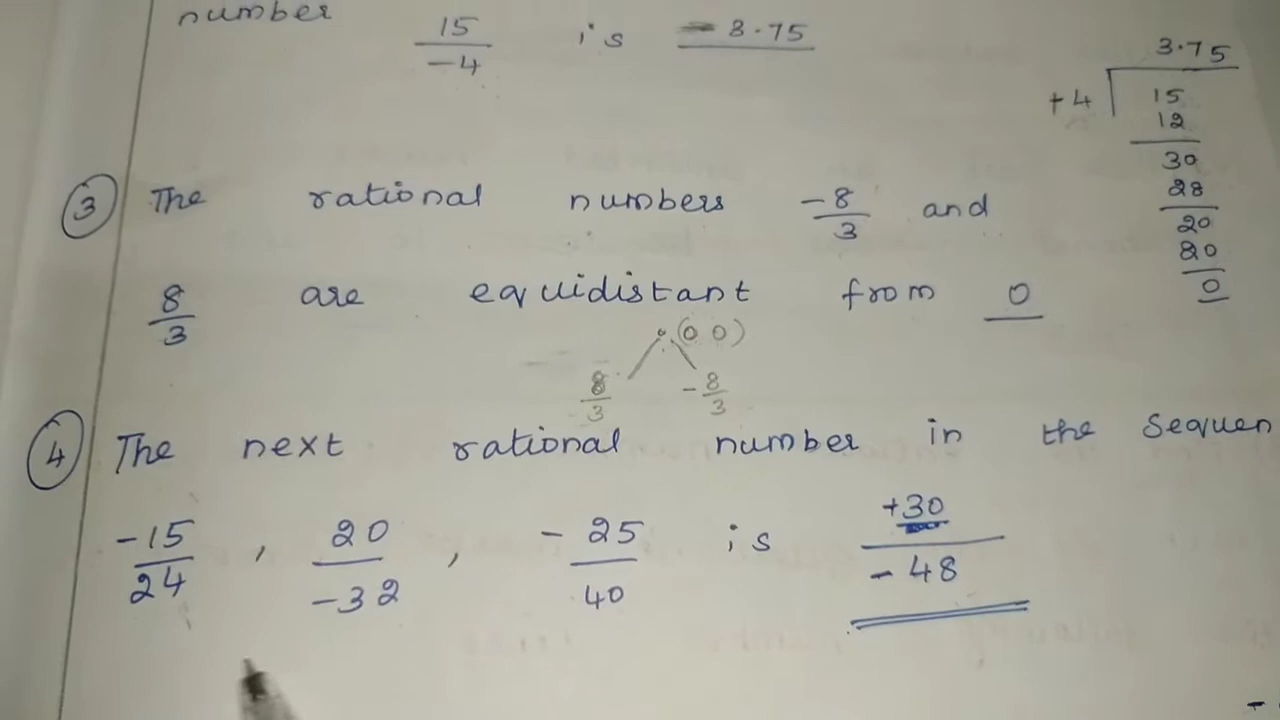 number 15/-4 is - 3.75
3.75
+4 15
12
30
28
20
20
0
3 The rational numbers -8/3 and
8/3 are equidistant from 0
(0 0)
8/3 -8/3
4 The next rational number in the Sequen
-15/24 , 20/-32 , -25/40 is +30/-48